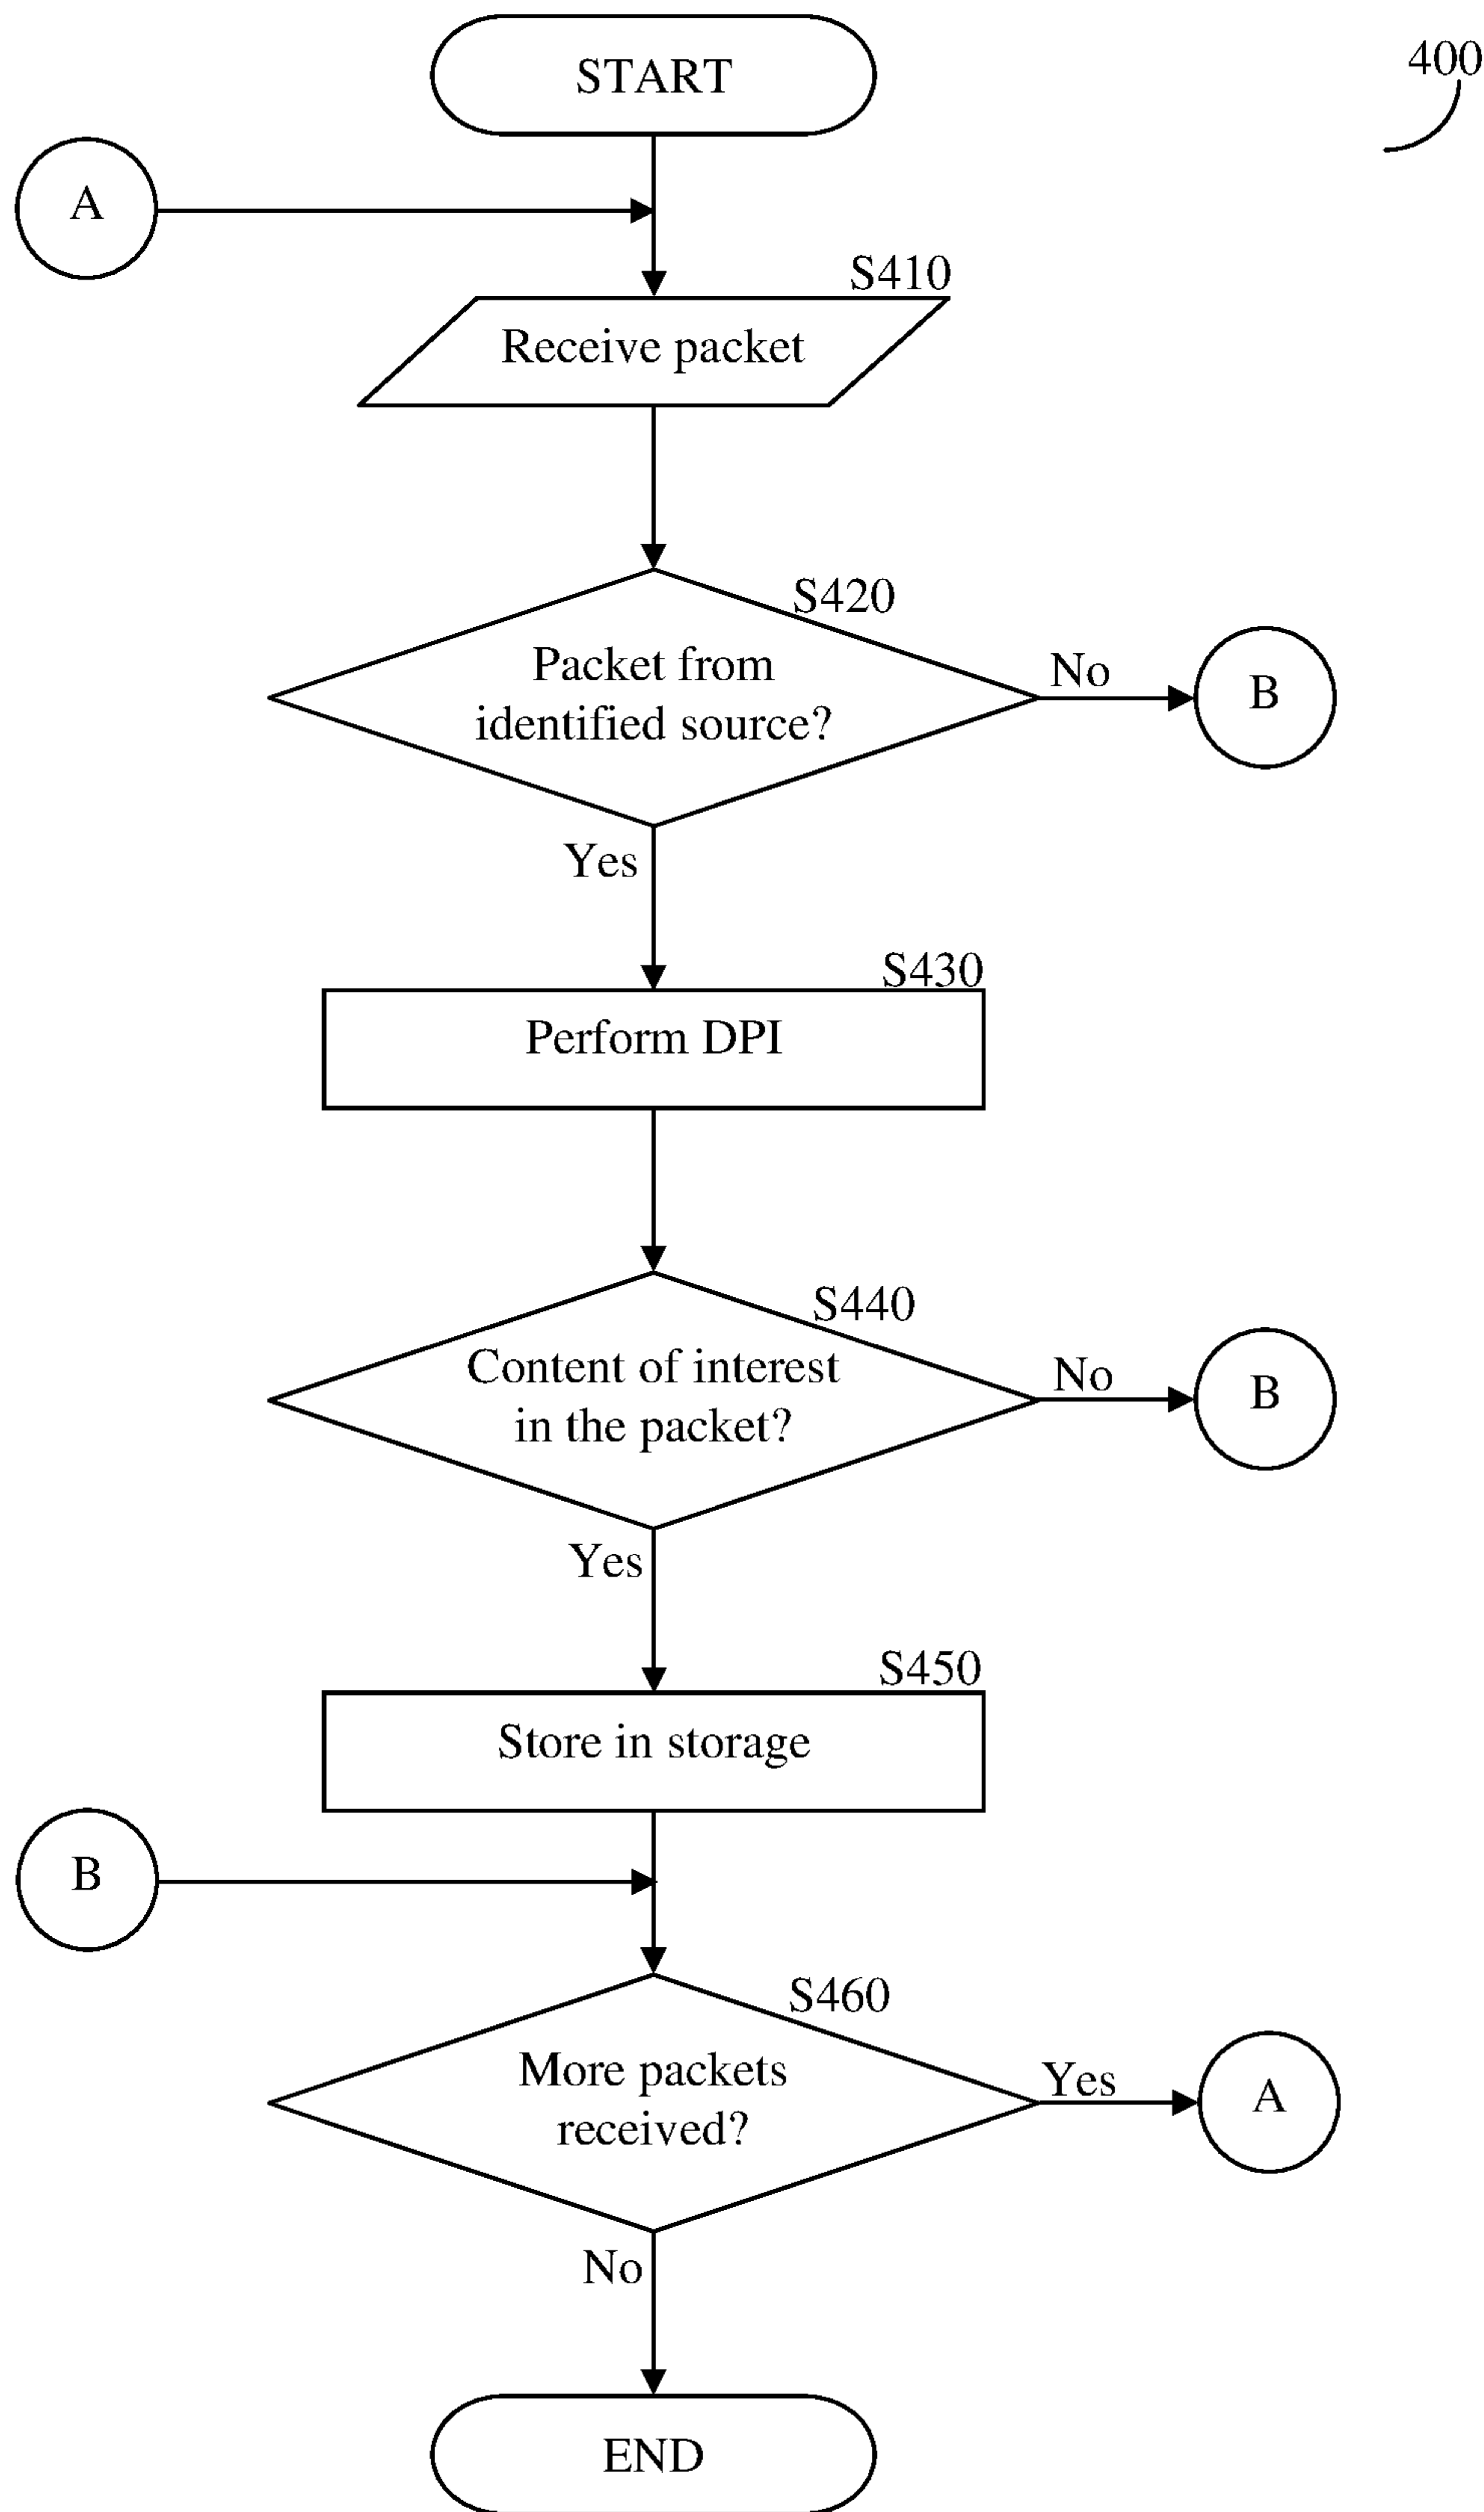 START
400
A
S410
Receive packet
S420
Packet from
identified source?
No
B
Yes
S430
Perform DPI
S440
Content of interest
in the packet?
No
B
Yes
S450
Store in storage
B
S460
More packets
received?
Yes
A
No
END